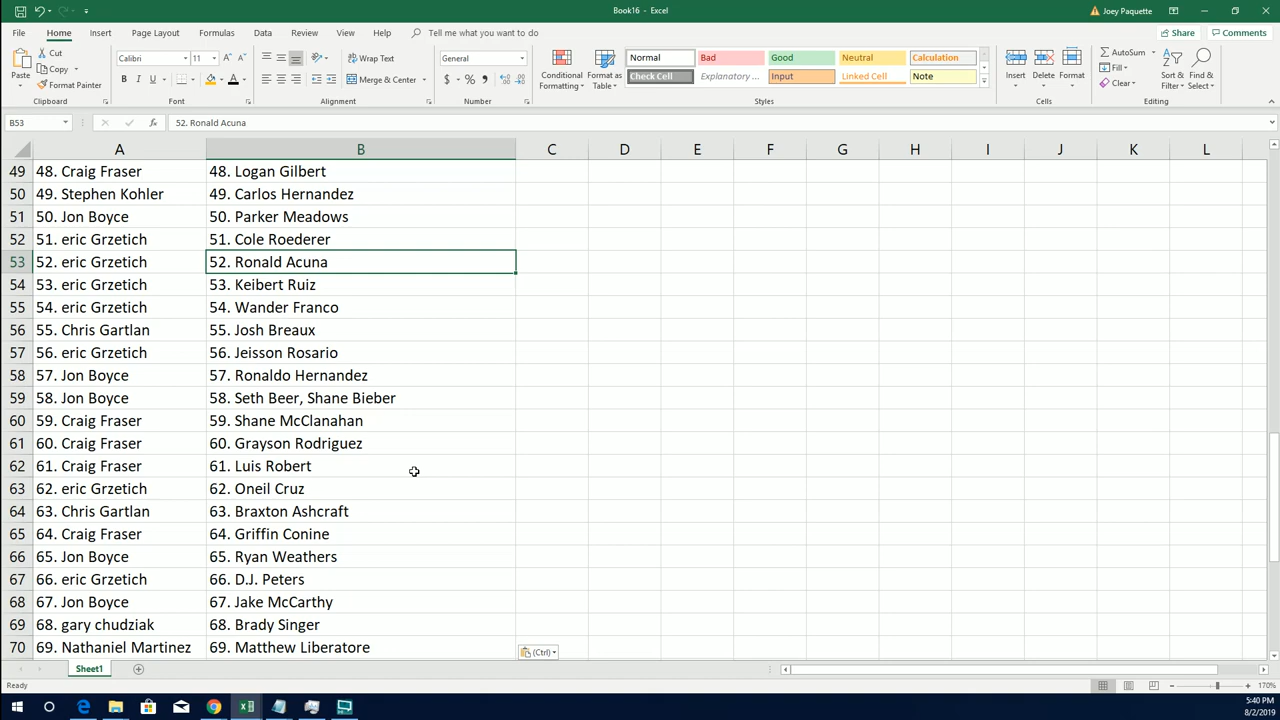 Book16 - Excel
Joey Paquette
File Home Insert Page Layout Formulas Data Review View Help Tell me what you want to do Share Comments
Paste Cut Copy Format Painter Clipboard
Calibri 11 B I U Font
Wrap Text Merge & Center Alignment
General $ % , Number
Conditional Formatting Format as Table Normal Bad Good Neutral Calculation
Check Cell Explanatory ... Input Linked Cell Note Styles
Insert Delete Format Cells
AutoSum Fill Clear Sort & Filter Find & Select Editing
B53 fx 52. Ronald Acuna
A B C D E F G H I J K L
49 48. Craig Fraser 48. Logan Gilbert
50 49. Stephen Kohler 49. Carlos Hernandez
51 50. Jon Boyce 50. Parker Meadows
52 51. eric Grzetich 51. Cole Roederer
53 52. eric Grzetich 52. Ronald Acuna
54 53. eric Grzetich 53. Keibert Ruiz
55 54. eric Grzetich 54. Wander Franco
56 55. Chris Gartlan 55. Josh Breaux
57 56. eric Grzetich 56. Jeisson Rosario
58 57. Jon Boyce 57. Ronaldo Hernandez
59 58. Jon Boyce 58. Seth Beer, Shane Bieber
60 59. Craig Fraser 59. Shane McClanahan
61 60. Craig Fraser 60. Grayson Rodriguez
62 61. Craig Fraser 61. Luis Robert
63 62. eric Grzetich 62. Oneil Cruz
64 63. Chris Gartlan 63. Braxton Ashcraft
65 64. Craig Fraser 64. Griffin Conine
66 65. Jon Boyce 65. Ryan Weathers
67 66. eric Grzetich 66. D.J. Peters
68 67. Jon Boyce 67. Jake McCarthy
69 68. gary chudziak 68. Brady Singer
70 69. Nathaniel Martinez 69. Matthew Liberatore
(Ctrl)
Sheet1
Ready 170%
5:40 PM
8/2/2019